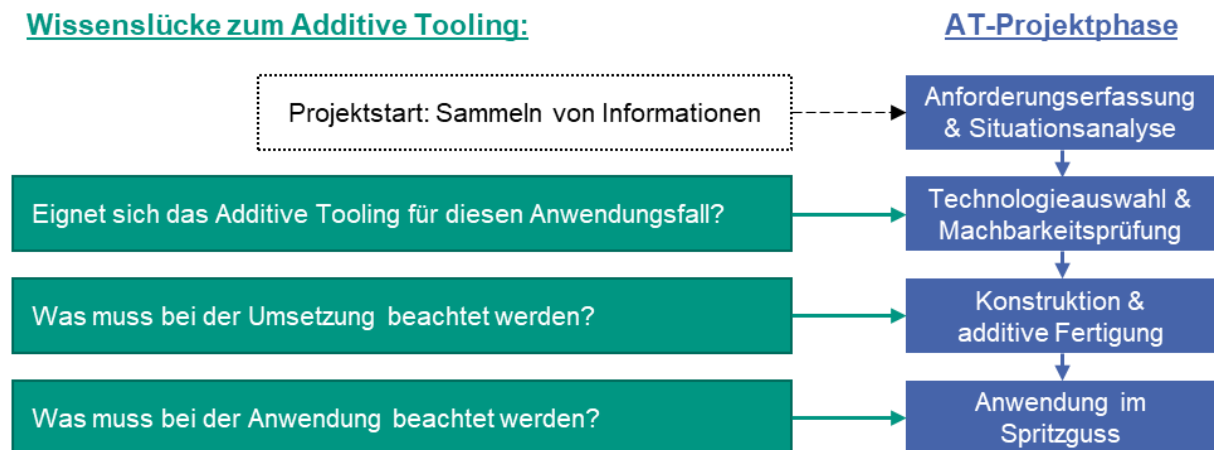 Wissenslücke zum Additive Tooling:
AT-Projektphase
Projektstart: Sammeln von Informationen
Anforderungserfassung
& Situationsanalyse
Eignet sich das Additive Tooling für diesen Anwendungsfall?
Technologieauswahl &
Machbarkeitsprüfung
Was muss bei der Umsetzung beachtet werden?
Konstruktion &
additive Fertigung
Was muss bei der Anwendung beachtet werden?
Anwendung im
Spritzguss